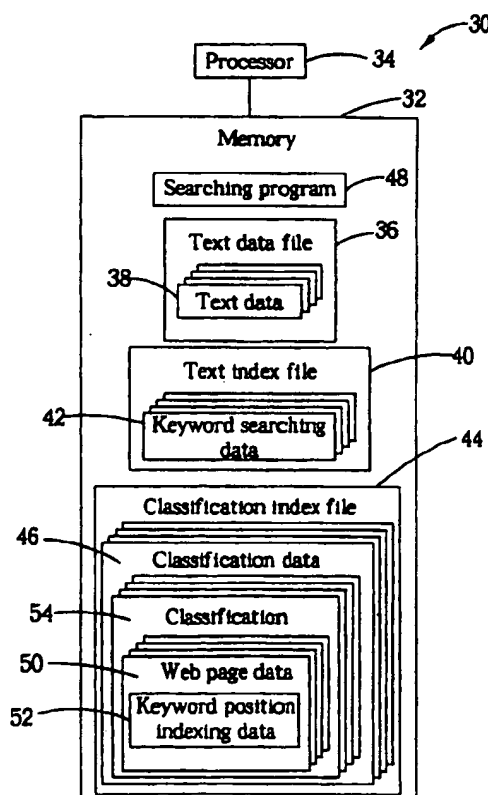 30
Processor
34
32
Memory
Searching program
48
Text data file
36
38
Text data
Text index file
40
42
Keyword searching
data
44
Classification index file
46
Classification data
54
Classification
50
Web page data
52
Keyword position
indexing data